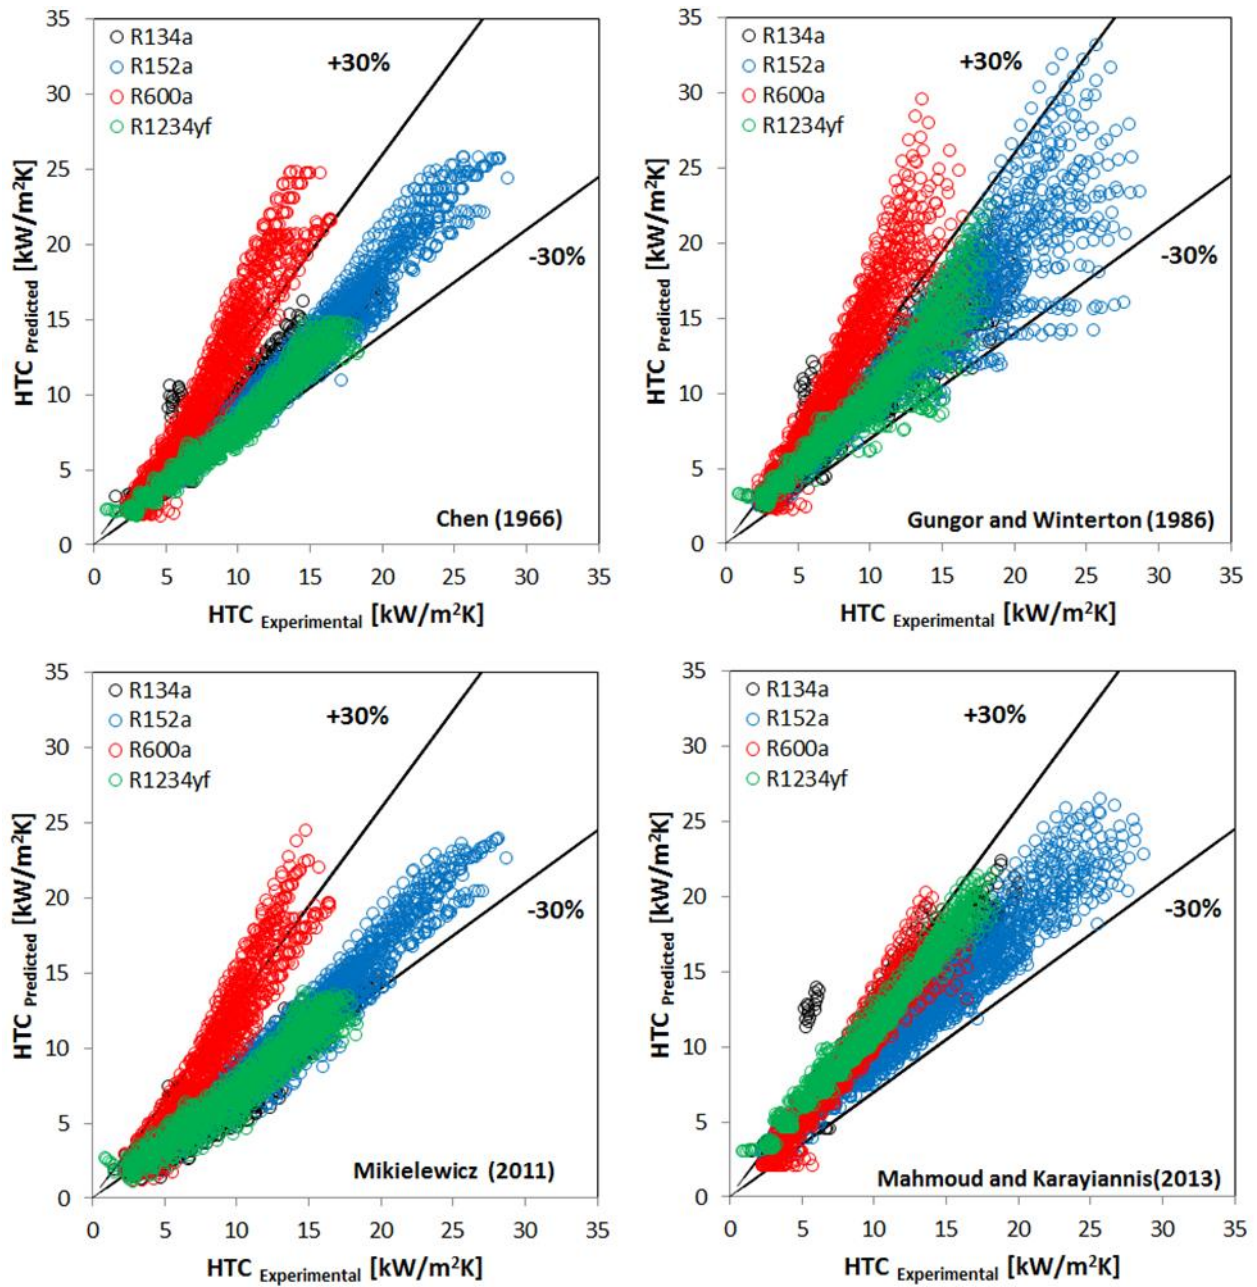 35
30
25
20
15
10
5
0
HTC Predicted [kW/m²K]
R134a
R152a
R600a
R1234yf
+30%
-30%
Chen (1966)
0 5 10 15 20 25 30 35
HTC Experimental [kW/m²K]
35
30
25
20
15
10
5
0
HTC Predicted [kW/m²K]
R134a
R152a
R600a
R1234yf
+30%
-30%
Gungor and Winterton (1986)
0 5 10 15 20 25 30 35
HTC Experimental [kW/m²K]
35
30
25
20
15
10
5
0
HTC Predicted [kW/m²K]
R134a
R152a
R600a
R1234yf
+30%
-30%
Mikielewicz (2011)
0 5 10 15 20 25 30 35
HTC Experimental [kW/m²K]
35
30
25
20
15
10
5
0
HTC Predicted [kW/m²K]
R134a
R152a
R600a
R1234yf
+30%
-30%
Mahmoud and Karayiannis(2013)
0 5 10 15 20 25 30 35
HTC Experimental [kW/m²K]